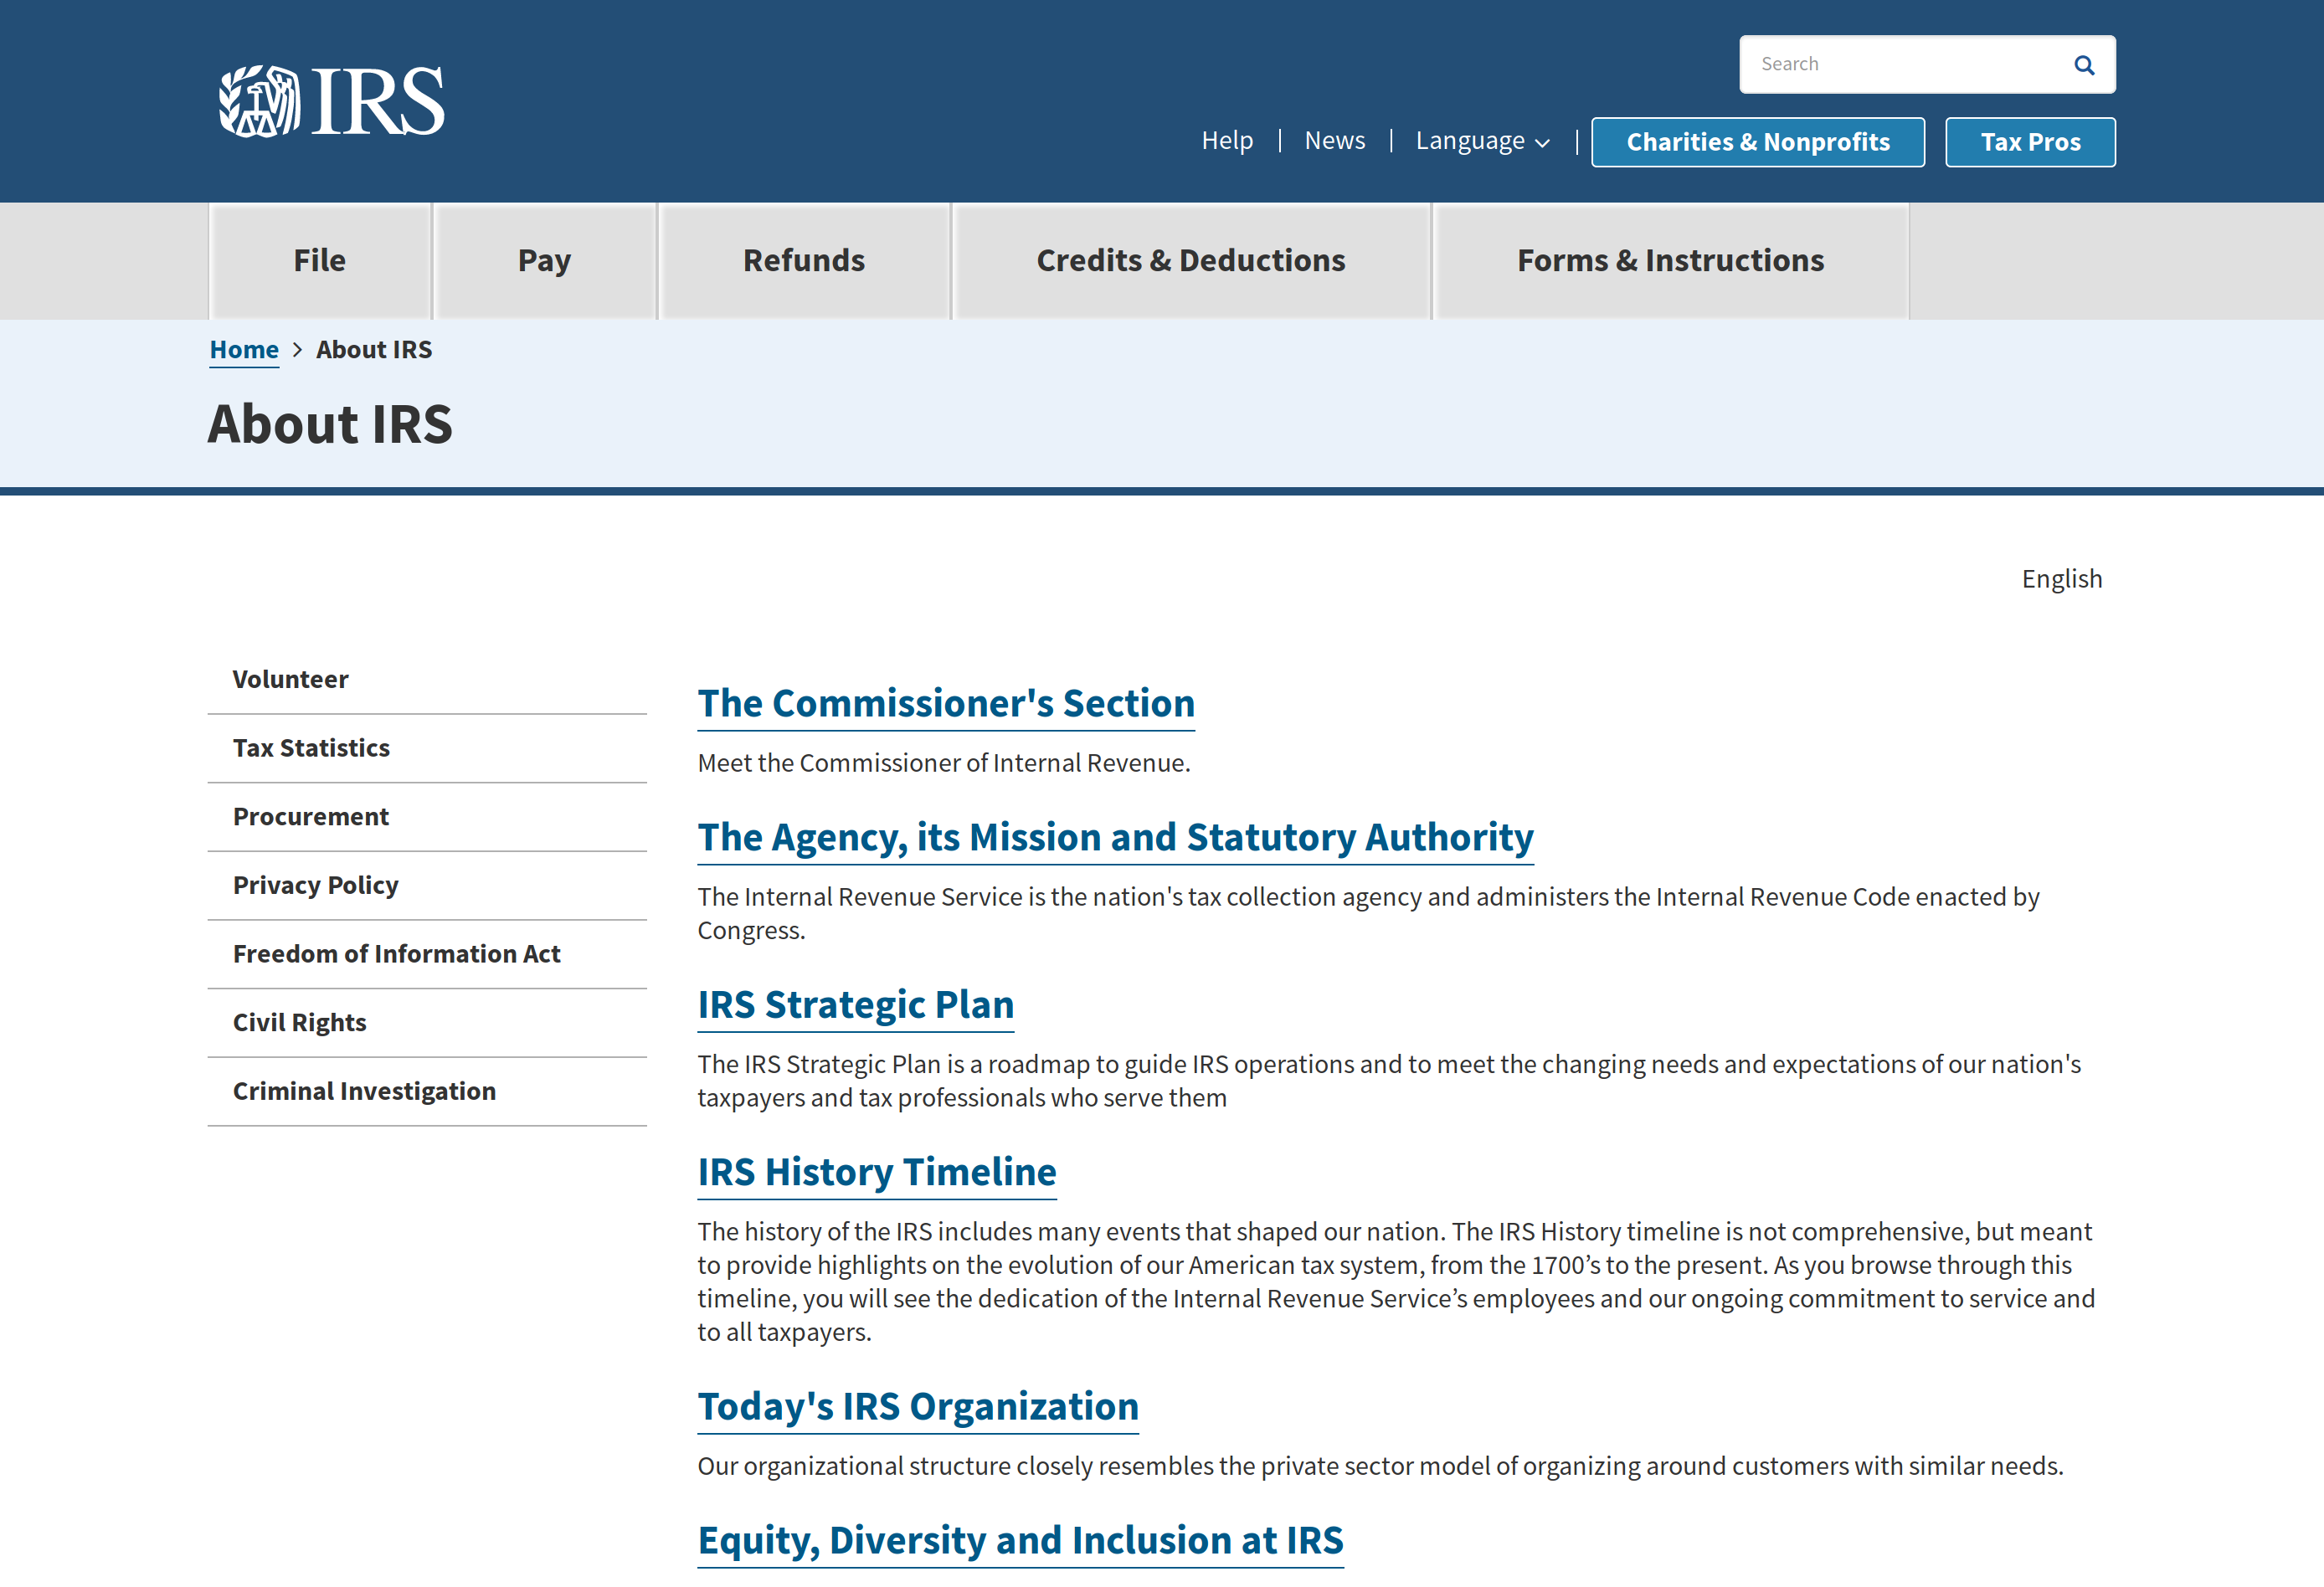 IRS
Search
Help
News
Language
Charities & Nonprofits
Tax Pros
File
Pay
Refunds
Credits & Deductions
Forms & Instructions
Home > About IRS
About IRS
English
Volunteer
Tax Statistics
Procurement
Privacy Policy
Freedom of Information Act
Civil Rights
Criminal Investigation
The Commissioner's Section
Meet the Commissioner of Internal Revenue.
The Agency, its Mission and Statutory Authority
The Internal Revenue Service is the nation's tax collection agency and administers the Internal Revenue Code enacted by
Congress.
IRS Strategic Plan
The IRS Strategic Plan is a roadmap to guide IRS operations and to meet the changing needs and expectations of our nation's
taxpayers and tax professionals who serve them
IRS History Timeline
The history of the IRS includes many events that shaped our nation. The IRS History timeline is not comprehensive, but meant
to provide highlights on the evolution of our American tax system, from the 1700’s to the present. As you browse through this
timeline, you will see the dedication of the Internal Revenue Service’s employees and our ongoing commitment to service and
to all taxpayers.
Today's IRS Organization
Our organizational structure closely resembles the private sector model of organizing around customers with similar needs.
Equity, Diversity and Inclusion at IRS